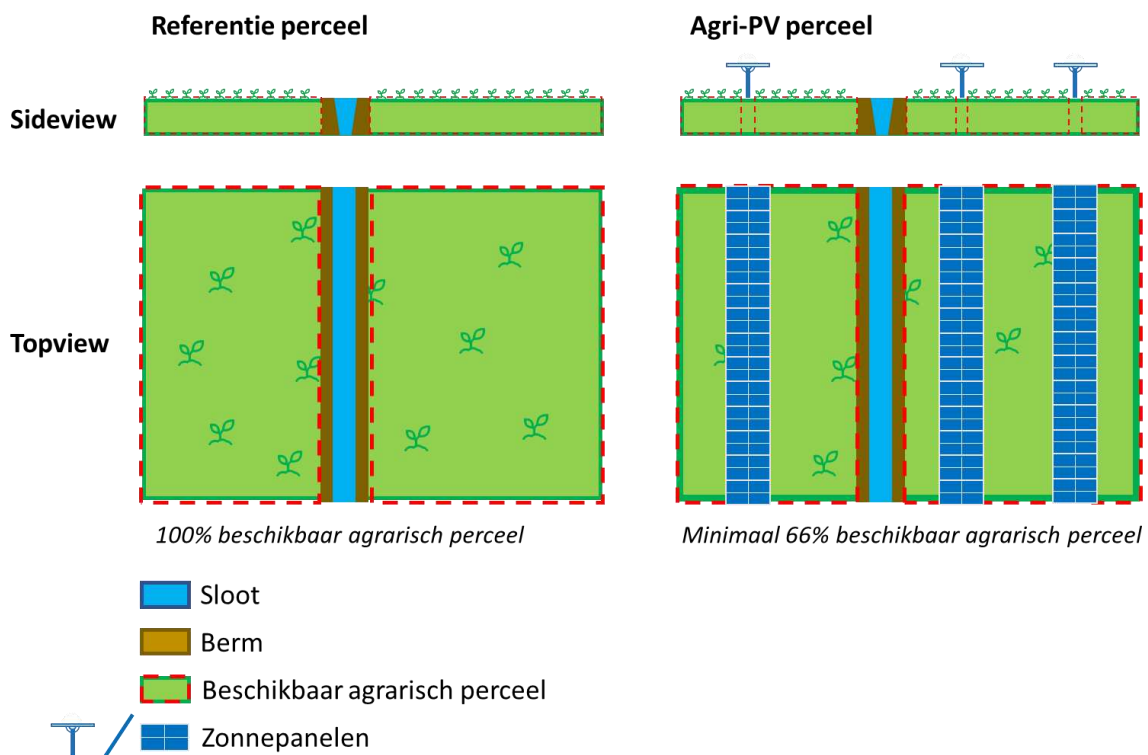 Referentie perceel
Agri-PV perceel
Sideview
Topview
100% beschikbaar agrarisch perceel
Minimaal 66% beschikbaar agrarisch perceel
Sloot
Berm
Beschikbaar agrarisch perceel
Zonnepanelen